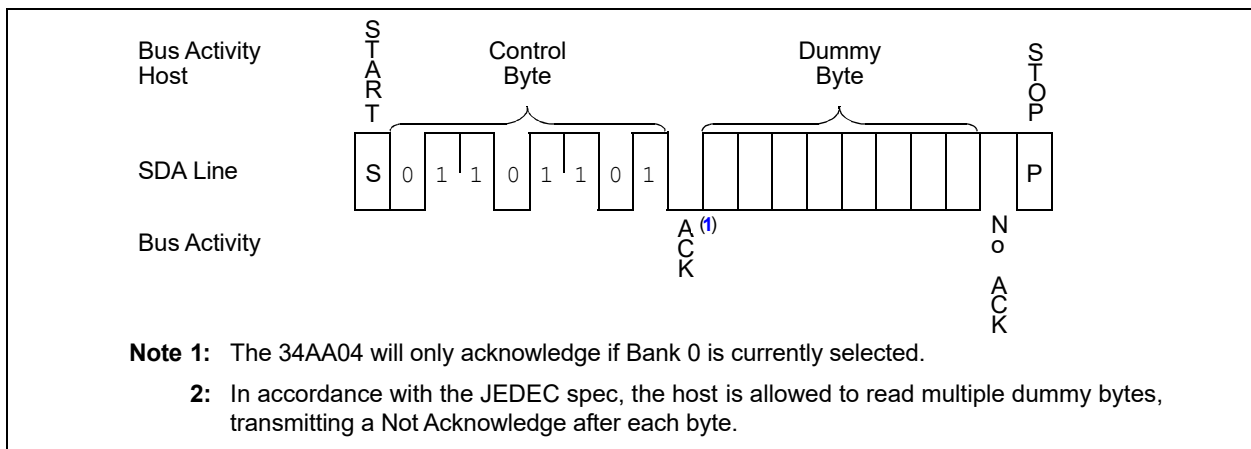 Bus Activity
Host
START
Control
Byte
Dummy
Byte
STOP
SDA Line
S 0 1 1 0 1 1 0 1 P
Bus Activity
ACK (1)
No ACK
Note 1: The 34AA04 will only acknowledge if Bank 0 is currently selected.
2: In accordance with the JEDEC spec, the host is allowed to read multiple dummy bytes,
transmitting a Not Acknowledge after each byte.